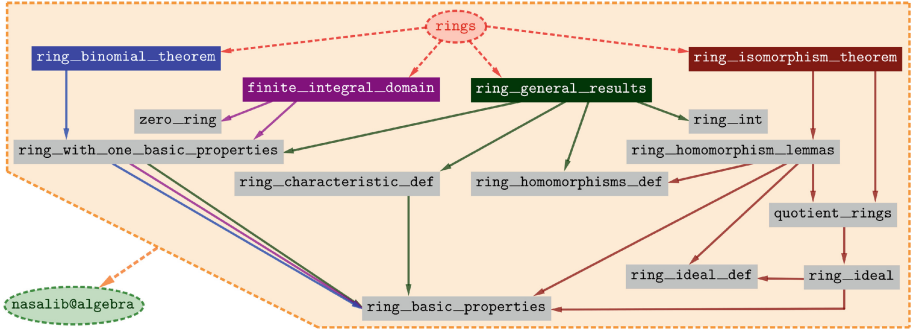 rings
ring_binomial_theorem
ring_isomorphism_theorem
finite_integral_domain
ring_general_results
zero_ring
ring_int
ring_with_one_basic_properties
ring_homomorphism_lemmas
ring_characteristic_def
ring_homomorphisms_def
quotient_rings
ring_ideal_def
ring_ideal
nasalib@algebra
ring_basic_properties